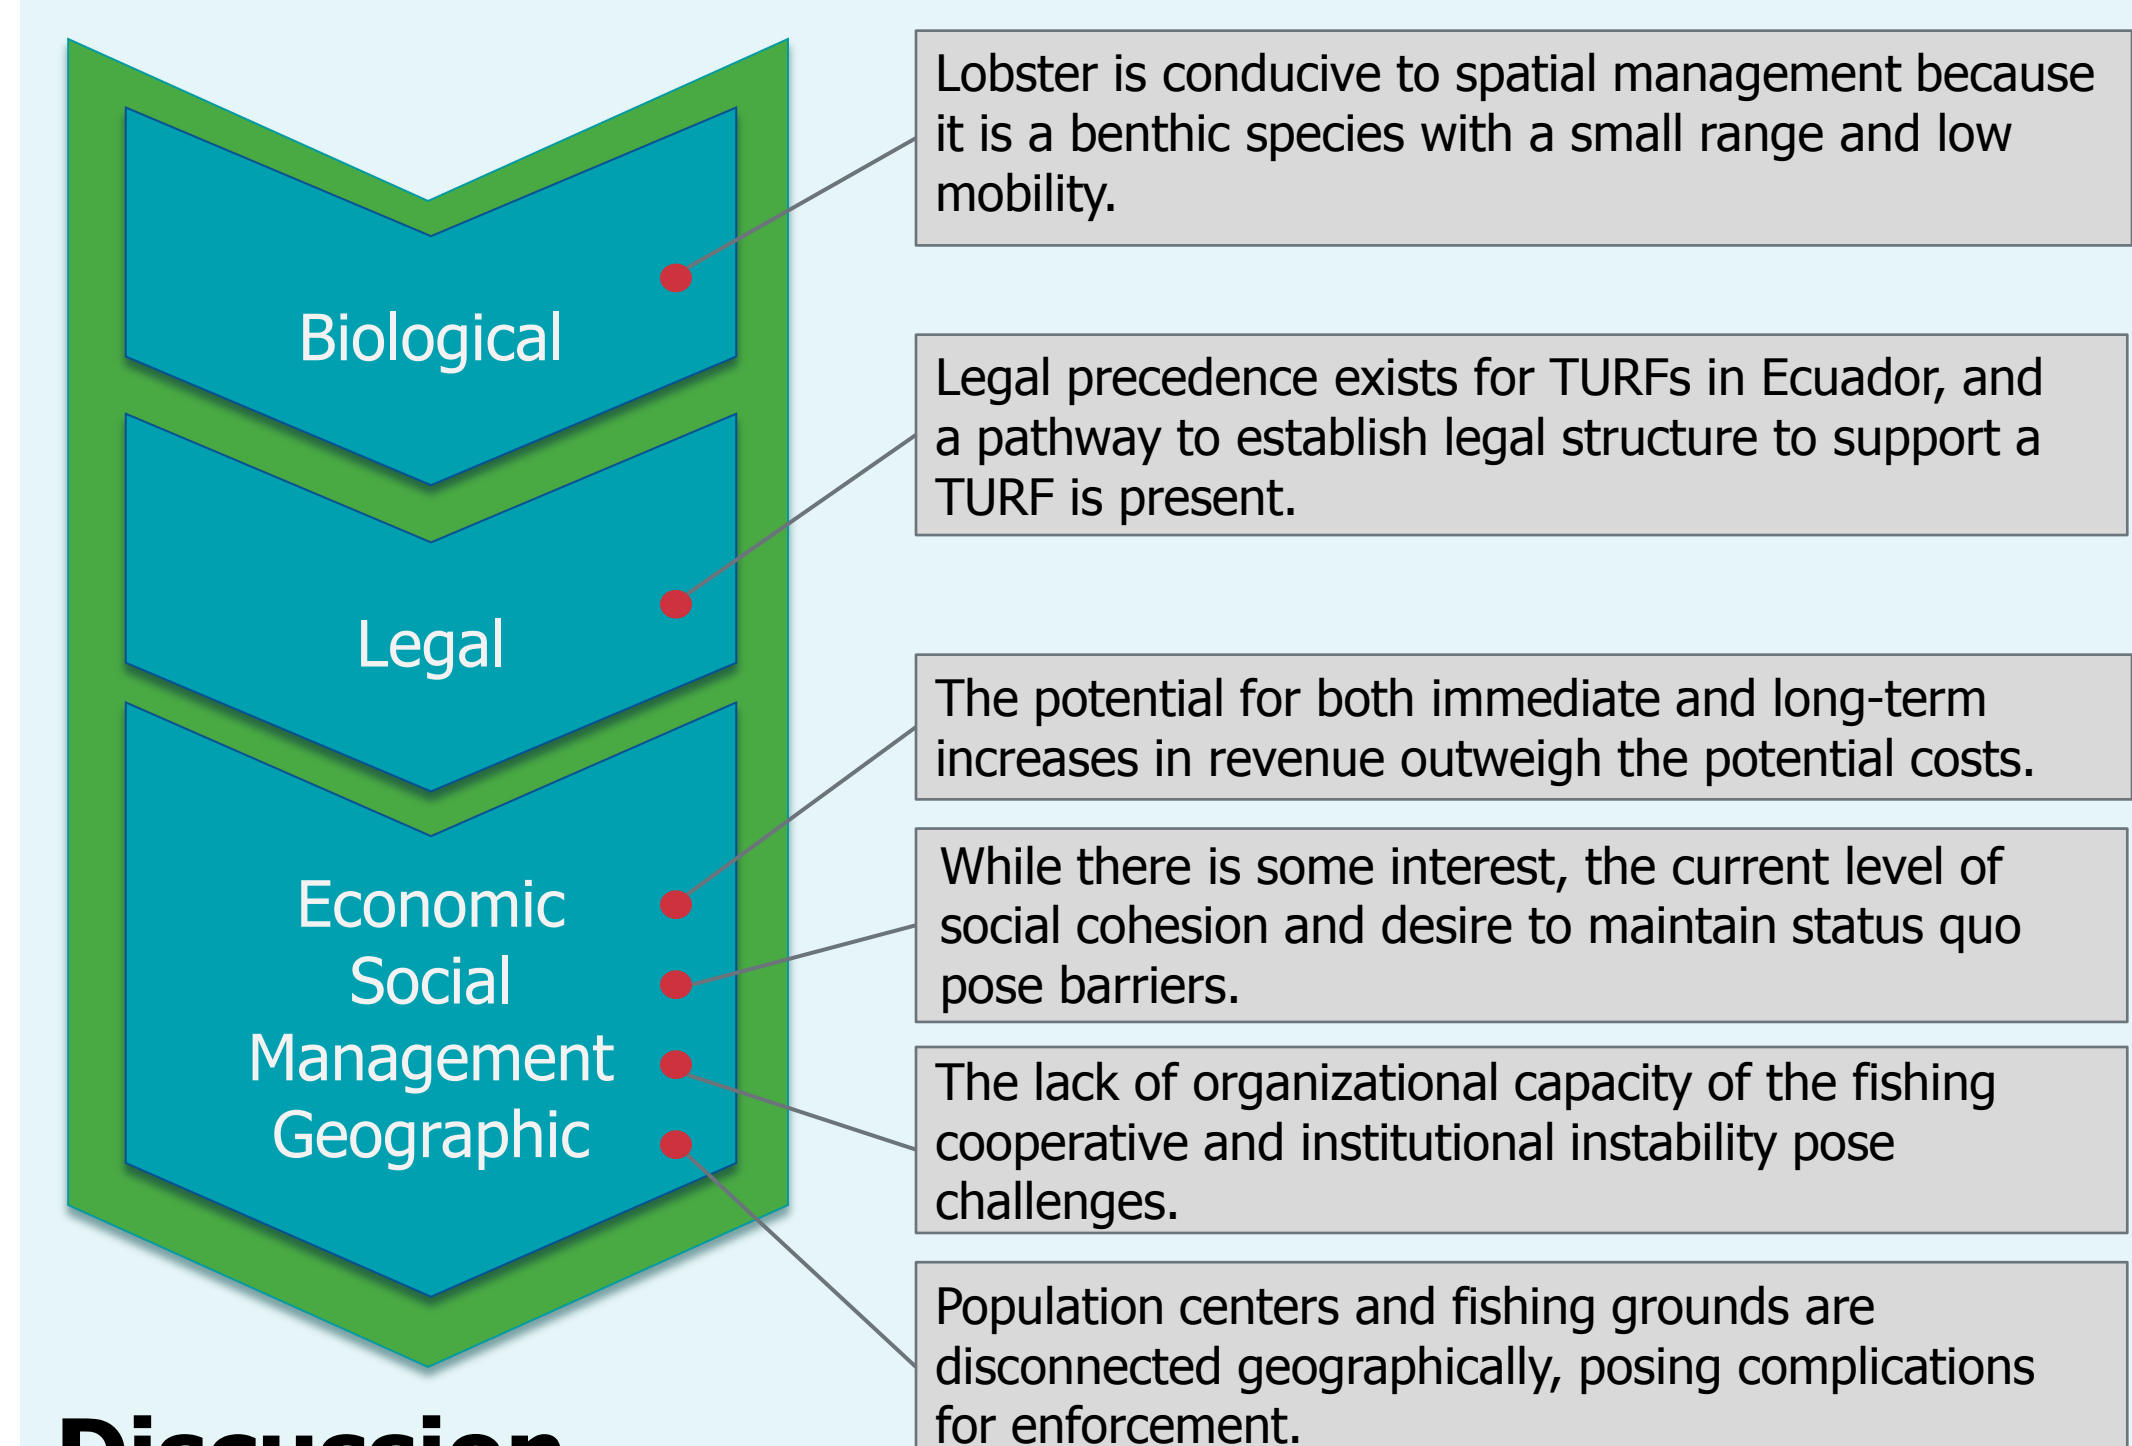 Biological
Lobster is conducive to spatial management because
it is a benthic species with a small range and low
mobility.
Legal
Legal precedence exists for TURFs in Ecuador, and
a pathway to establish legal structure to support a
TURF is present.
Economic
Social
Management
Geographic
The potential for both immediate and long-term
increases in revenue outweigh the potential costs.
While there is some interest, the current level of
social cohesion and desire to maintain status quo
pose barriers.
The lack of organizational capacity of the fishing
cooperative and institutional instability pose
challenges.
Population centers and fishing grounds are
disconnected geographically, posing complications
for enforcement.
Discussion